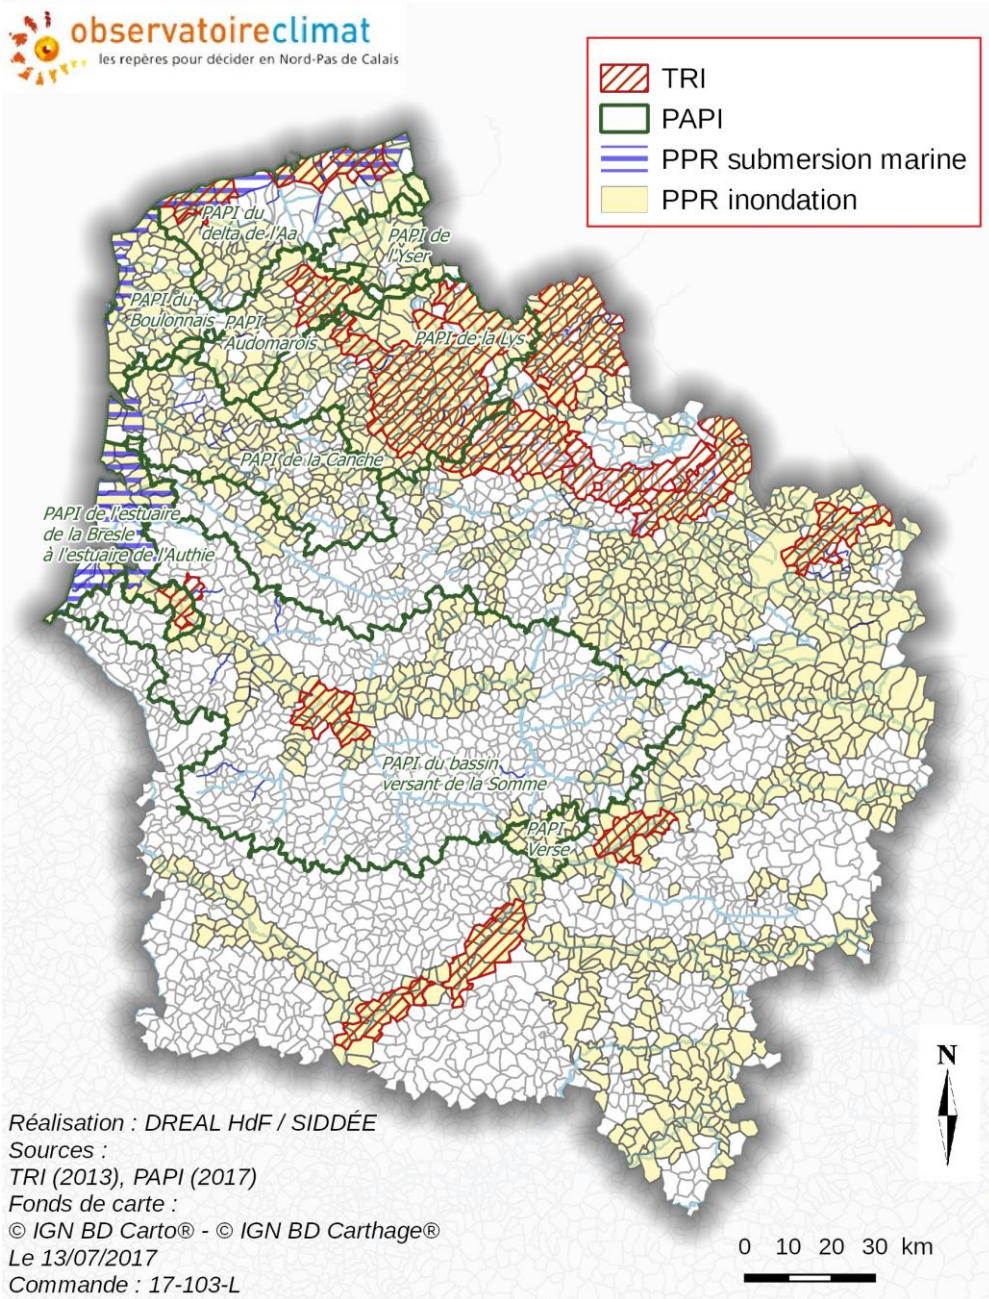 observatoireclimat
les repères pour décider en Nord-Pas de Calais
TRI
PAPI
PPR submersion marine
PPR inondation
PAPI du
delta de l'Aa
PAPI de
l'Yser
PAPI du
Boulonnais
PAPI
Audomarois
PAPI de la Lys
PAPI de la Canche
PAPI de l'estuaire
de la Bresle
à l'estuaire de l'Authie
PAPI du bassin
versant de la Somme
PAPI
Verse
N
Réalisation : DREAL HdF / SIDDÉE
Sources :
TRI (2013), PAPI (2017)
Fonds de carte :
© IGN BD Carto® - © IGN BD Carthage®
Le 13/07/2017
Commande : 17-103-L
0 10 20 30 km